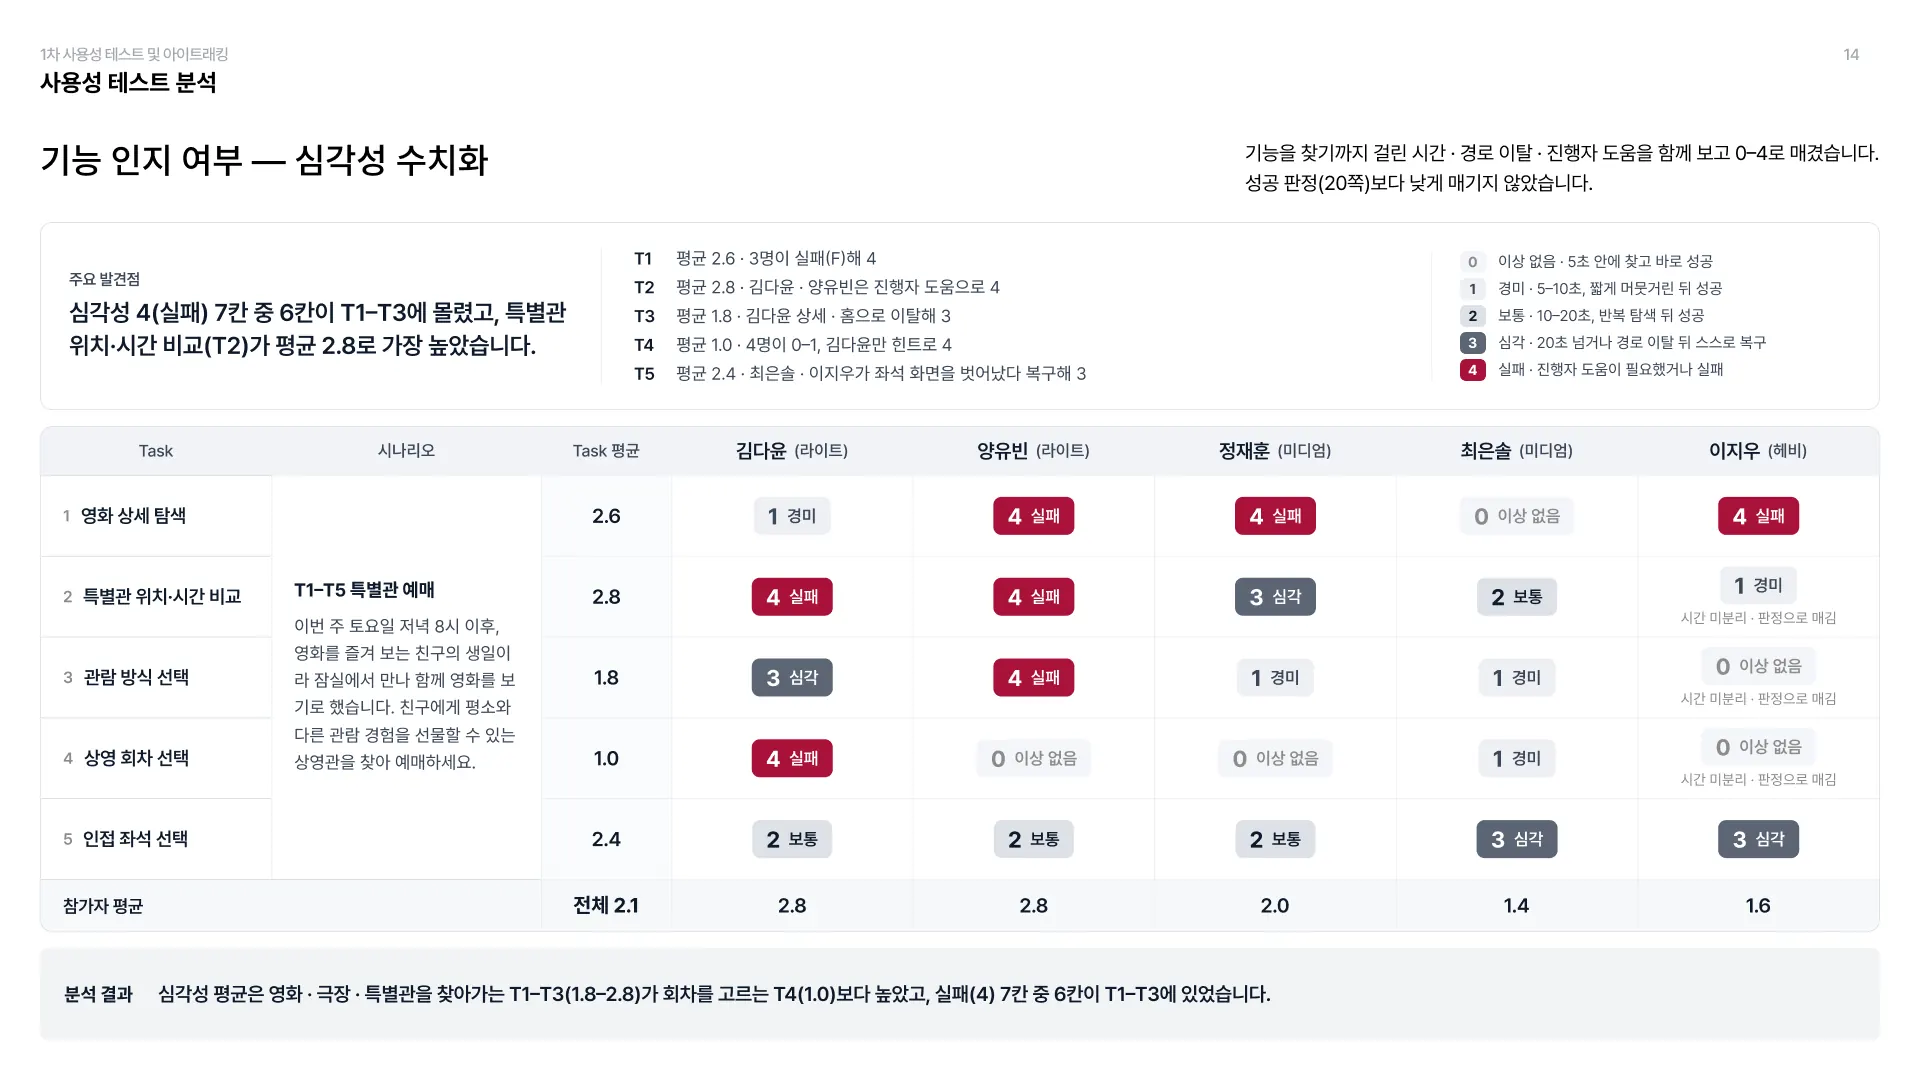 1차 사용성 테스트 및 아이트래킹
14
사용성 테스트 분석
기능 인지 여부 — 심각성 수치화
기능을 찾기까지 걸린 시간 · 경로 이탈 · 진행자 도움을 함께 보고 0–4로 매겼습니다.
성공 판정(20쪽)보다 낮게 매기지 않았습니다.
주요 발견점
심각성 4(실패) 7칸 중 6칸이 T1–T3에 몰렸고, 특별관
위치·시간 비교(T2)가 평균 2.8로 가장 높았습니다.
T1 평균 2.6 · 3명이 실패(F)해 4
T2 평균 2.8 · 김다윤 · 양유빈은 진행자 도움으로 4
T3 평균 1.8 · 김다윤 상세 · 홈으로 이탈해 3
T4 평균 1.0 · 4명이 0–1, 김다윤만 힌트로 4
T5 평균 2.4 · 최은솔 · 이지우가 좌석 화면을 벗어났다 복구해 3
0 이상 없음 · 5초 안에 찾고 바로 성공
1 경미 · 5–10초, 짧게 머뭇거린 뒤 성공
2 보통 · 10–20초, 반복 탐색 뒤 성공
3 심각 · 20초 넘거나 경로 이탈 뒤 스스로 복구
4 실패 · 진행자 도움이 필요했거나 실패
Task 시나리오 Task 평균 김다윤 (라이트) 양유빈 (라이트) 정재훈 (미디엄) 최은솔 (미디엄) 이지우 (헤비)
1 영화 상세 탐색 2.6 1 경미 4 실패 4 실패 0 이상 없음 4 실패
2 특별관 위치·시간 비교 2.8 4 실패 4 실패 3 심각 2 보통 1 경미
시간 미분리 · 판정으로 매김
T1–T5 특별관 예매
이번 주 토요일 저녁 8시 이후,
영화를 즐겨 보는 친구의 생일이
라 잠실에서 만나 함께 영화를 보
기로 했습니다. 친구에게 평소와
다른 관람 경험을 선물할 수 있는
상영관을 찾아 예매하세요.
3 관람 방식 선택 1.8 3 심각 4 실패 1 경미 1 경미 0 이상 없음
시간 미분리 · 판정으로 매김
4 상영 회차 선택 1.0 4 실패 0 이상 없음 0 이상 없음 1 경미 0 이상 없음
시간 미분리 · 판정으로 매김
5 인접 좌석 선택 2.4 2 보통 2 보통 2 보통 3 심각 3 심각
참가자 평균 전체 2.1 2.8 2.8 2.0 1.4 1.6
분석 결과 심각성 평균은 영화 · 극장 · 특별관을 찾아가는 T1–T3(1.8–2.8)가 회차를 고르는 T4(1.0)보다 높았고, 실패(4) 7칸 중 6칸이 T1–T3에 있었습니다.